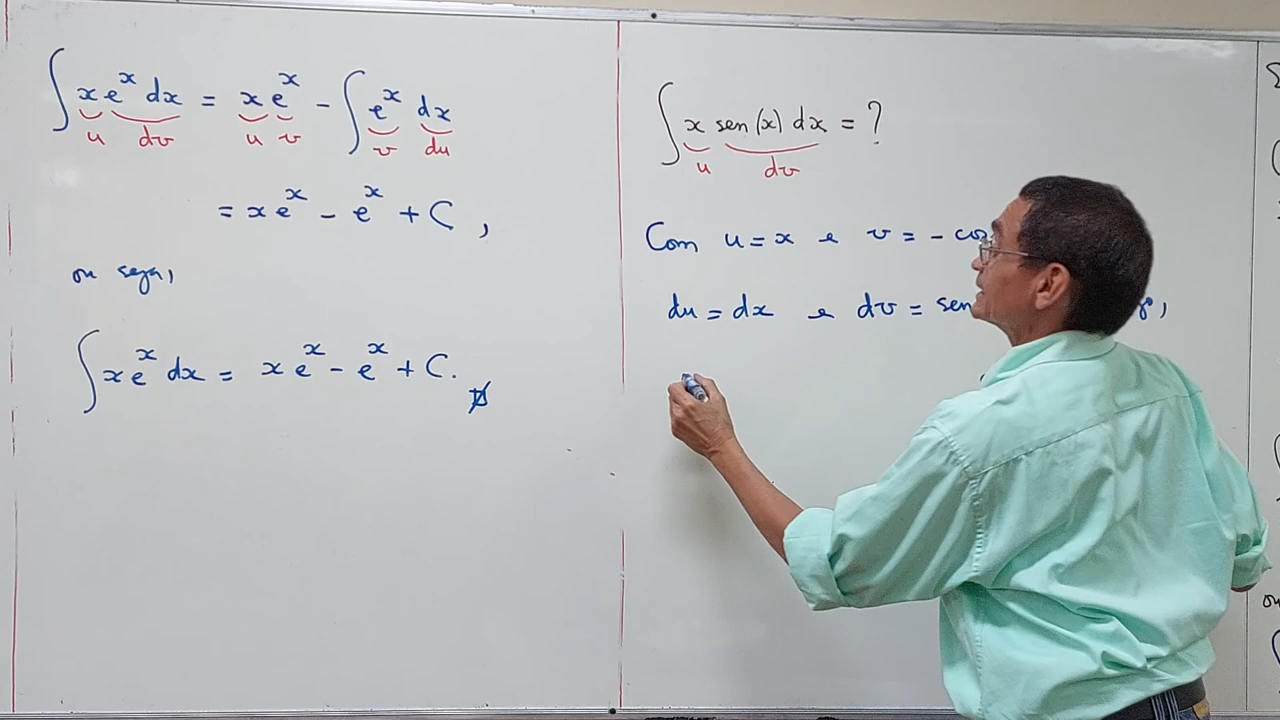 ∫ x eˣ dx = x eˣ - ∫ eˣ dx
u dv u v v du
= x eˣ - eˣ + C ,
ou seja,
∫ x eˣ dx = x eˣ - eˣ + C.
∫ x sen(x) dx = ?
u dv
Com u = x e v = - cos
du = dx e dv = sen